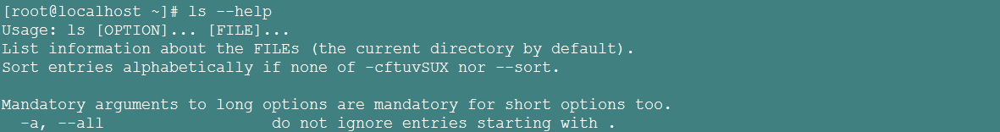 [root@localhost ~]# ls --help
Usage: ls [OPTION]... [FILE]...
List information about the FILEs (the current directory by default).
Sort entries alphabetically if none of -cftuvSUX nor --sort.

Mandatory arguments to long options are mandatory for short options too.
  -a, --all                  do not ignore entries starting with .